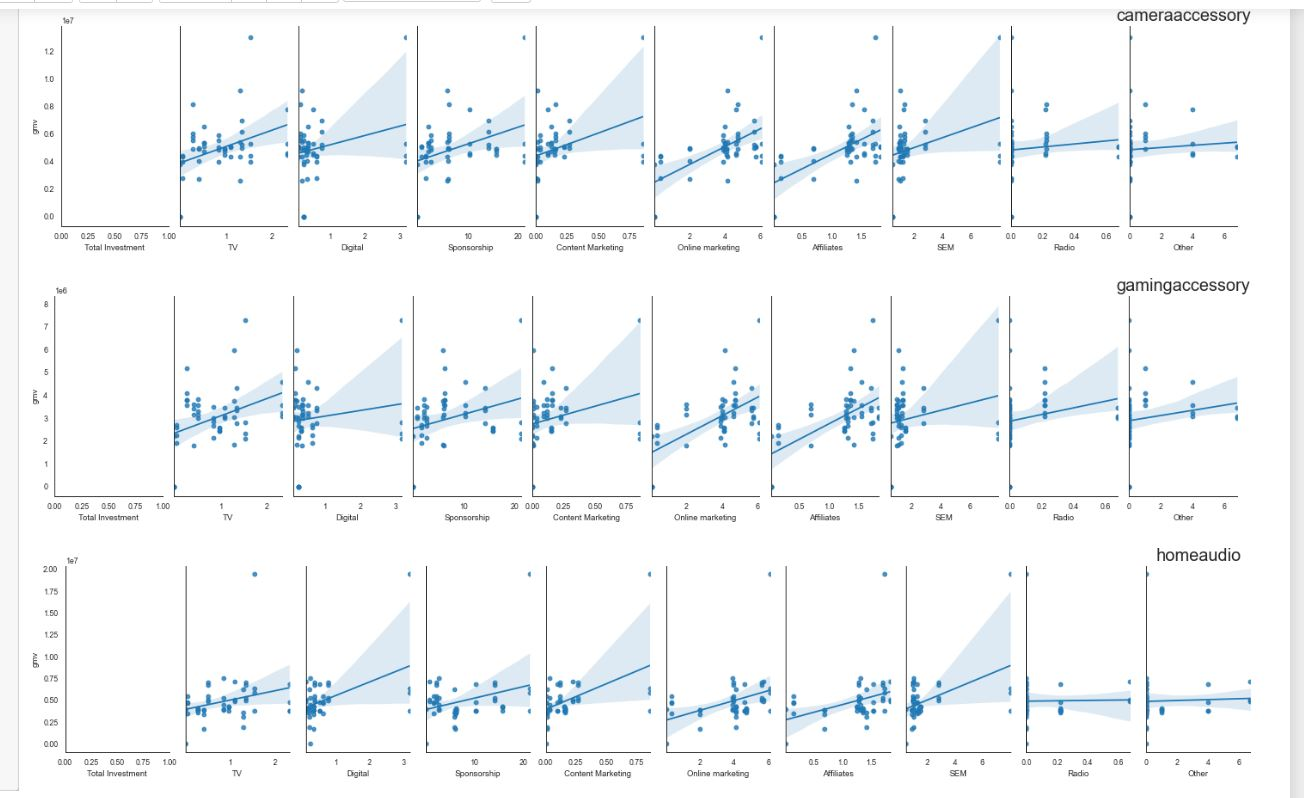 cameraaccessory
1e7
1.2
1.0
0.8
0.6
0.4
0.2
0.0
gmv
0.00 0.25 0.50 0.75 1.00 1 2 1 2 3 0 10 20 0.00 0.25 0.50 0.75 0 2 4 6 0.5 1.0 1.5 2 4 6 0.0 0.2 0.4 0.6 0 2 4 6
Total Investment TV Digital Sponsorship Content Marketing Online marketing Affiliates SEM Radio Other
gamingaccessory
1e6
8
7
6
5
4
3
2
1
0
gmv
0.00 0.25 0.50 0.75 1.00 1 2 1 2 3 0 10 20 0.00 0.25 0.50 0.75 2 4 6 0.5 1.0 1.5 2 4 6 0.0 0.2 0.4 0.6 0 2 4 6
Total Investment TV Digital Sponsorship Content Marketing Online marketing Affiliates SEM Radio Other
homeaudio
1e7
2.00
1.75
1.50
1.25
1.00
0.75
0.50
0.25
0.00
gmv
0.00 0.25 0.50 0.75 1.00 1 2 1 2 3 0 10 20 0.00 0.25 0.50 0.75 0 2 4 6 0.5 1.0 1.5 2 4 6 0.0 0.2 0.4 0.6 0 2 4 6
Total Investment TV Digital Sponsorship Content Marketing Online marketing Affiliates SEM Radio Other